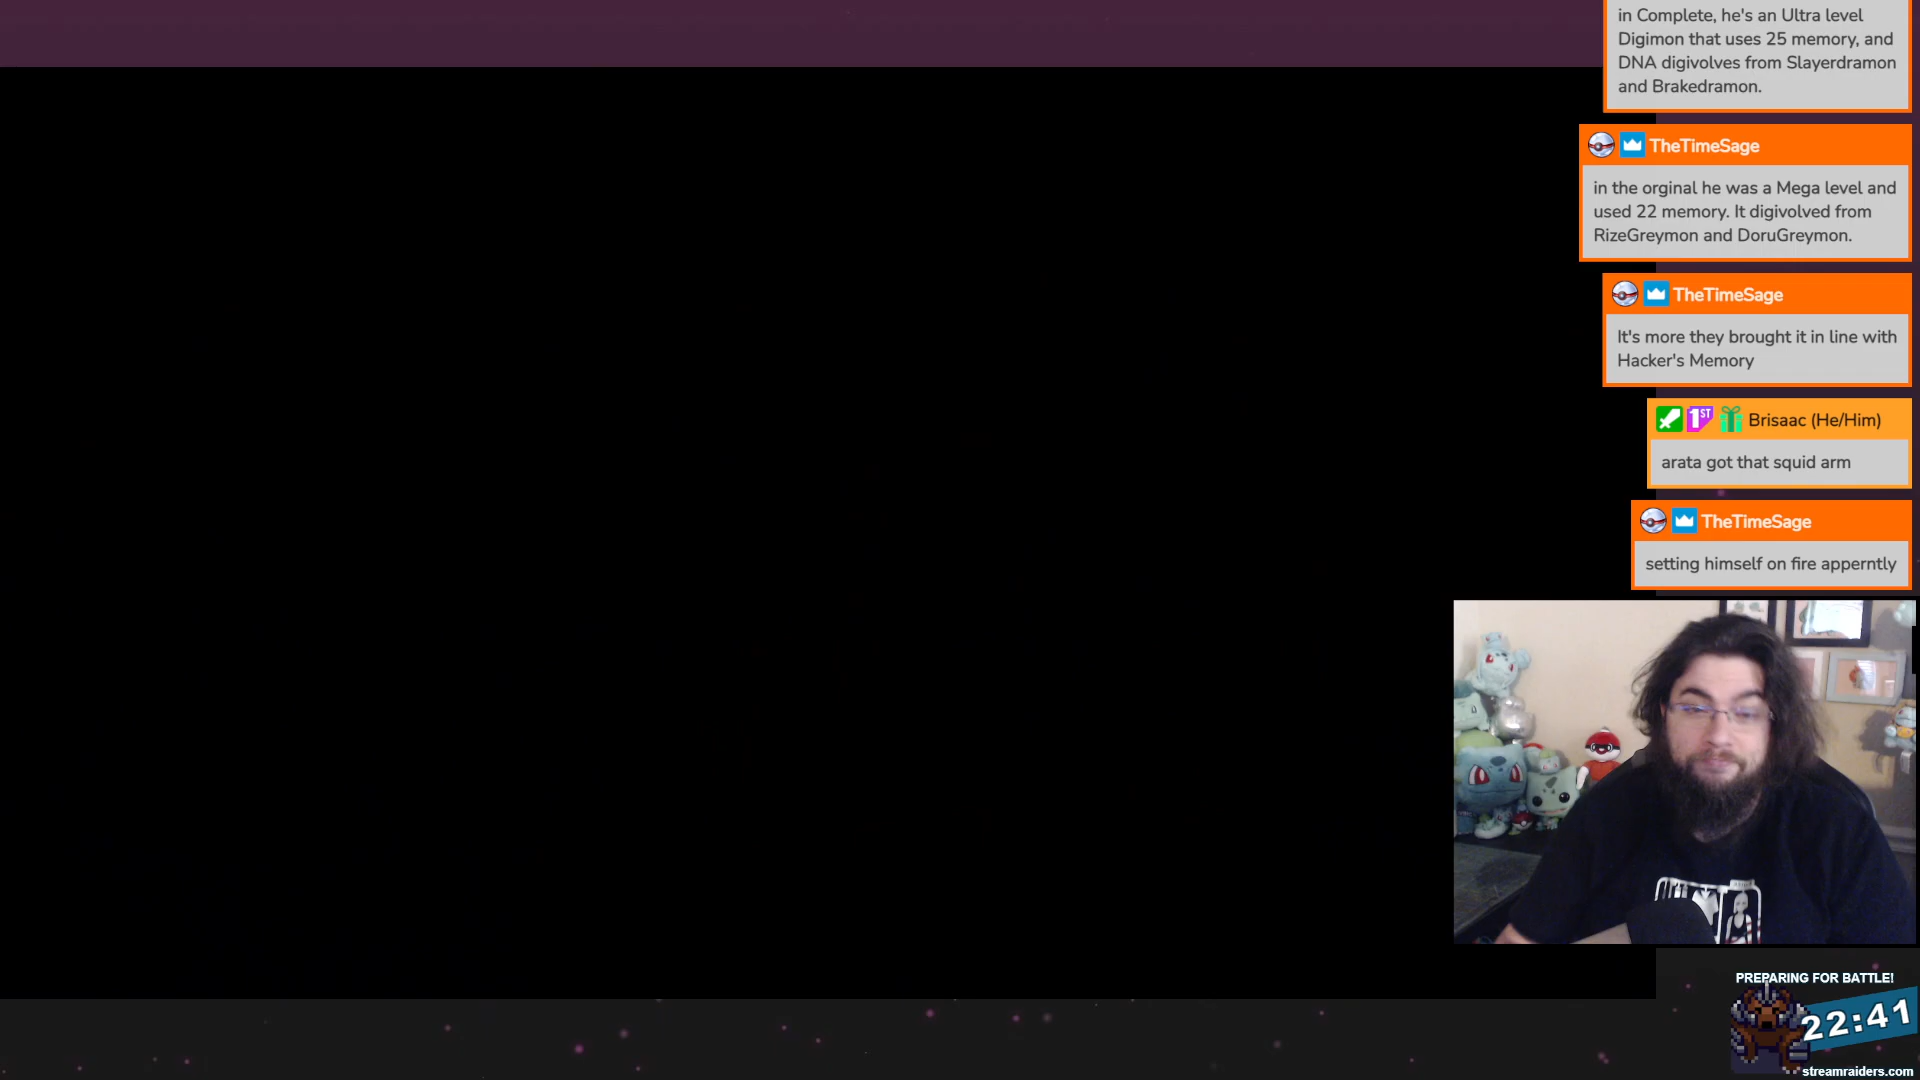 in Complete, he's an Ultra level
Digimon that uses 25 memory, and
DNA digivolves from Slayerdramon
and Brakedramon.
TheTimeSage
in the orginal he was a Mega level and
used 22 memory. It digivolved from
RizeGreymon and DoruGreymon.
TheTimeSage
It's more they brought it in line with
Hacker's Memory
1ST Brisaac (He/Him)
arata got that squid arm
TheTimeSage
setting himself on fire apperntly
PREPARING FOR BATTLE!
22:41
streamraiders.com